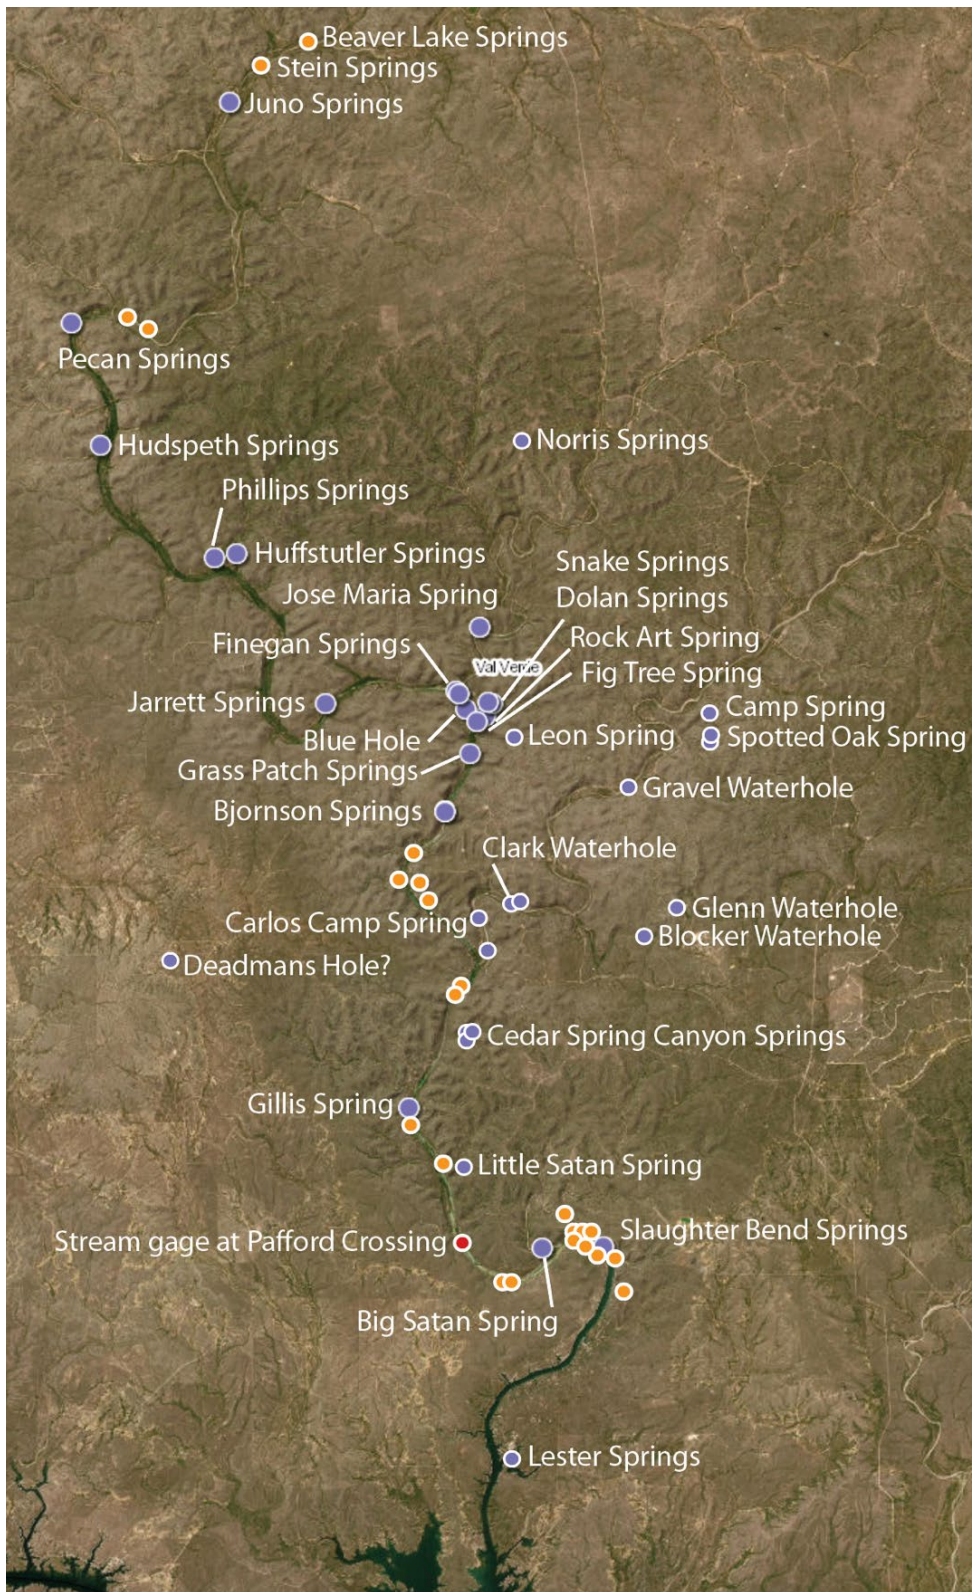 Beaver Lake Springs
Stein Springs
Juno Springs
Pecan Springs
Norris Springs
Hudspeth Springs
Phillips Springs
Huffstutler Springs
Snake Springs
Jose Maria Spring
Dolan Springs
Finegan Springs
Rock Art Spring
Val Verde
Fig Tree Spring
Jarrett Springs
Camp Spring
Blue Hole
Leon Spring
Spotted Oak Spring
Grass Patch Springs
Gravel Waterhole
Bjornson Springs
Clark Waterhole
Carlos Camp Spring
Glenn Waterhole
Blocker Waterhole
Deadmans Hole?
Cedar Spring Canyon Springs
Gillis Spring
Little Satan Spring
Stream gage at Pafford Crossing
Slaughter Bend Springs
Big Satan Spring
Lester Springs